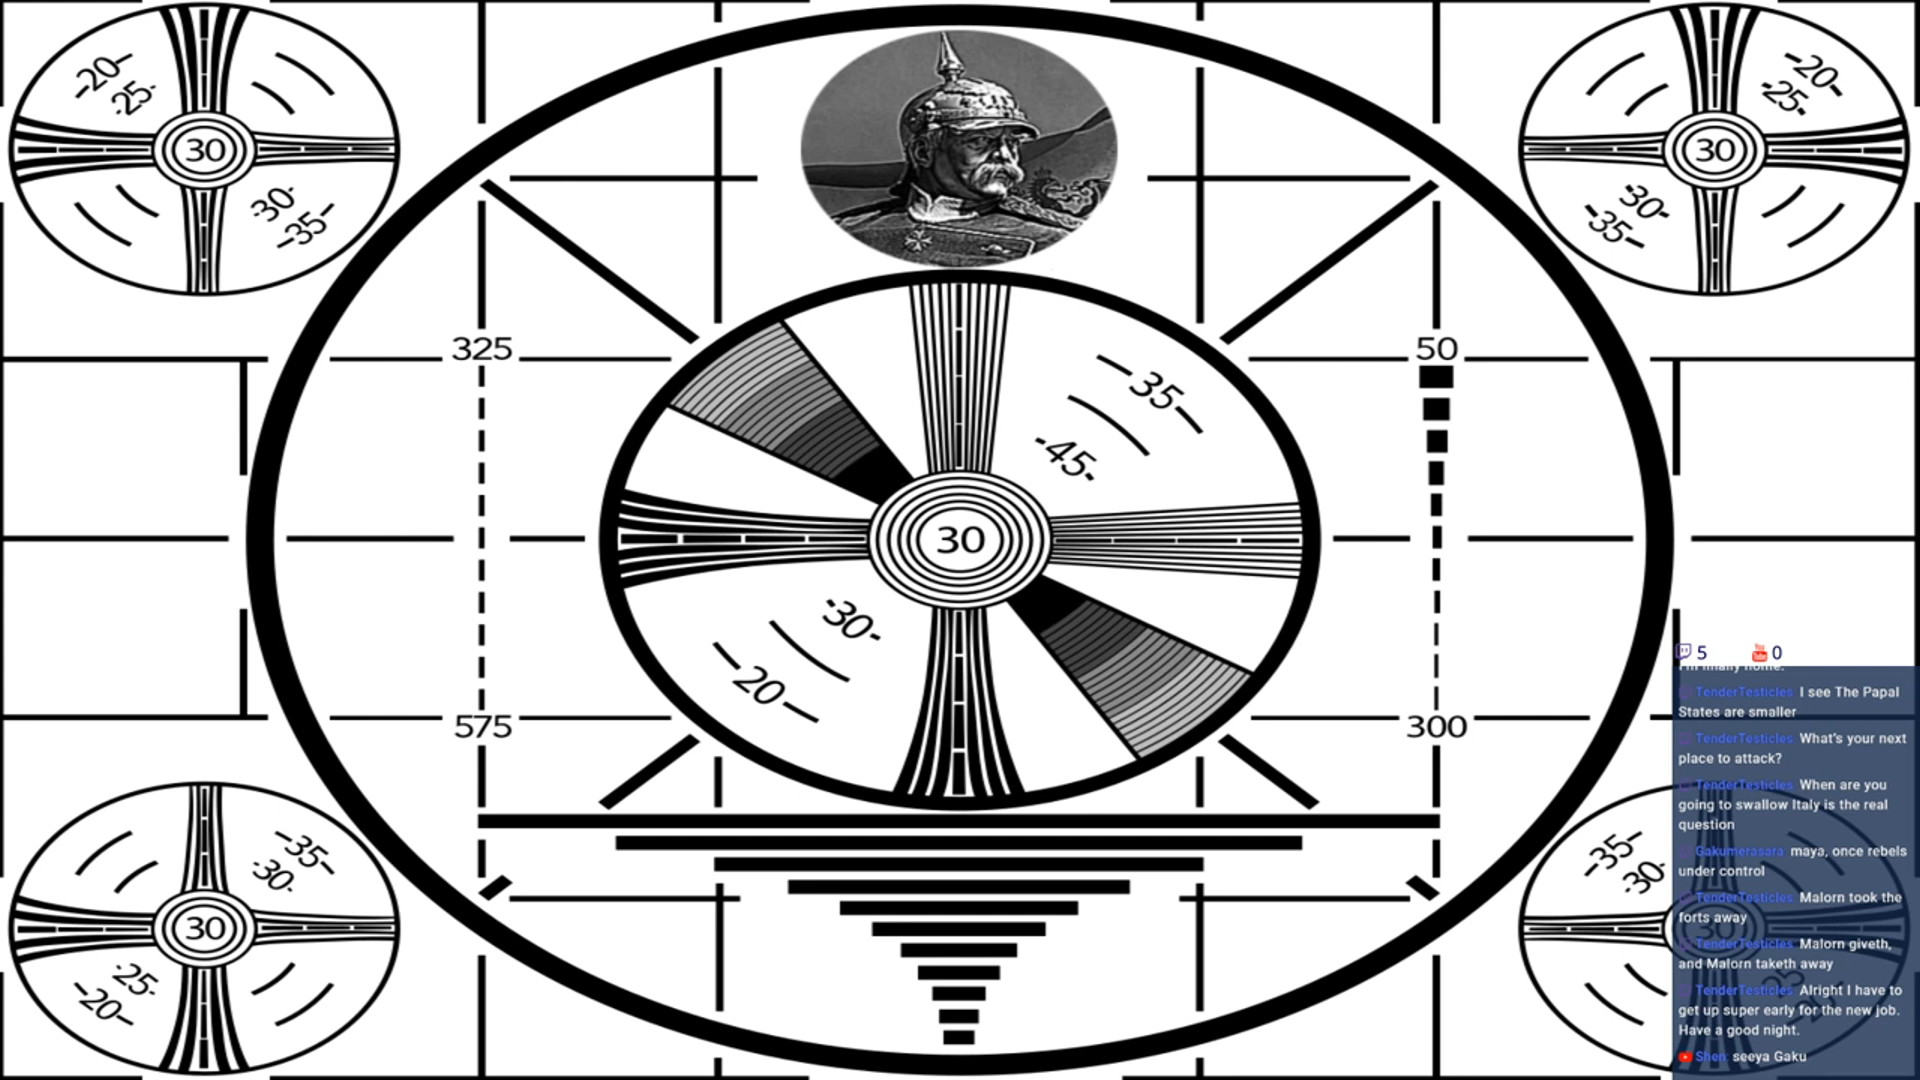 -20-
-25-
30
-30-
-35-
-20-
-25-
30
-30-
-35-
325
50
-35-
-45-
30
-30-
-20-
575
300
5
0
I'm finally home.
TenderTesticles I see The Papal
States are smaller
TenderTesticles What's your next
place to attack?
TenderTesticles When are you
going to swallow Italy is the real
question
Gakumerasara maya, once rebels
under control
TenderTesticles Malorn took the
forts away
TenderTesticles Malorn giveth,
and Malorn taketh away
TenderTesticles Alright I have to
get up super early for the new job.
Have a good night.
Shen: seeya Gaku
-35-
-30-
30
-25-
-20-
-35-
30-
30